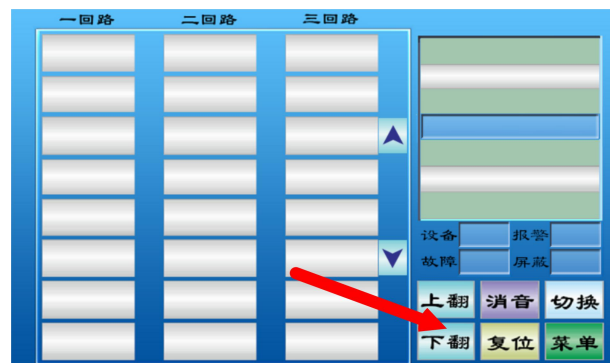 一回路 二回路 三回路
设备 报警
故障 屏蔽
上翻 消音 切换
下翻 复位 菜单